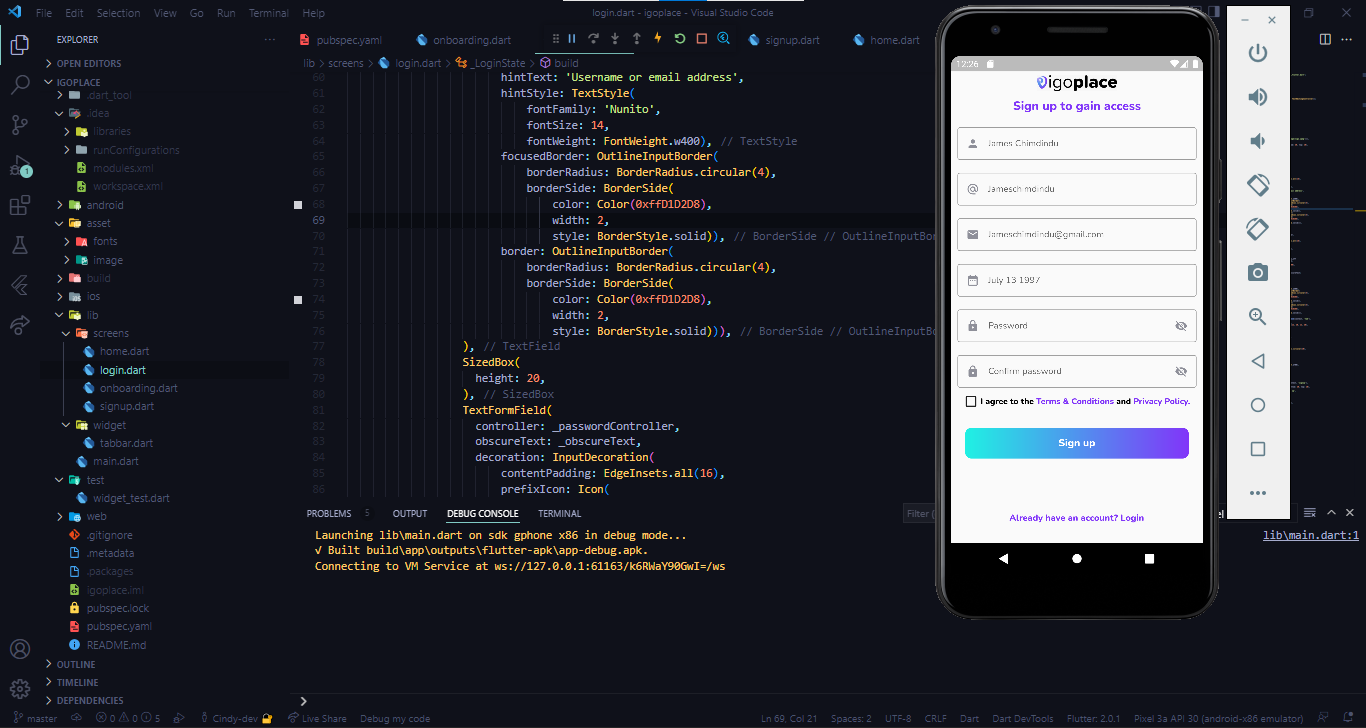 File Edit Selection View Go Run Terminal Help
login.dart - igoplace - Visual Studio Code
EXPLORER
OPEN EDITORS
IGOPLACE
.dart_tool
.idea
libraries
runConfigurations
modules.xml
workspace.xml
android
asset
fonts
image
build
ios
lib
screens
home.dart
login.dart
onboarding.dart
signup.dart
widget
tabbar.dart
main.dart
test
widget_test.dart
web
.gitignore
.metadata
.packages
igoplace.iml
pubspec.lock
pubspec.yaml
README.md
OUTLINE
TIMELINE
DEPENDENCIES
pubspec.yaml onboarding.dart signup.dart home.dart
lib > screens > login.dart > _LoginState > build
60 hintText: 'Username or email address',
61 hintStyle: TextStyle(
62 fontFamily: 'Nunito',
63 fontSize: 14,
64 fontWeight: FontWeight.w400), // TextStyle
65 focusedBorder: OutlineInputBorder(
66 borderRadius: BorderRadius.circular(4),
67 borderSide: BorderSide(
68 color: Color(0xffD1D2D8),
69 width: 2,
70 style: BorderStyle.solid)), // BorderSide // OutlineInputBo
71 border: OutlineInputBorder(
72 borderRadius: BorderRadius.circular(4),
73 borderSide: BorderSide(
74 color: Color(0xffD1D2D8),
75 width: 2,
76 style: BorderStyle.solid))), // BorderSide // OutlineInputBo
77 ), // TextField
78 SizedBox(
79 height: 20,
80 ), // SizedBox
81 TextFormField(
82 controller: _passwordController,
83 obscureText: _obscureText,
84 decoration: InputDecoration(
85 contentPadding: EdgeInsets.all(16),
86 prefixIcon: Icon(
PROBLEMS 5 OUTPUT DEBUG CONSOLE TERMINAL
Filter (
Launching lib\main.dart on sdk gphone x86 in debug mode...
lib\main.dart:1
√ Built build\app\outputs\flutter-apk\app-debug.apk.
Connecting to VM Service at ws://127.0.0.1:61163/k6RWaY90GwI=/ws
12:26
igoplace
Sign up to gain access
James Chimdindu
Jameschimdindu
Jameschimdindu@gmail.com
July 13 1997
Password
Confirm password
I agree to the Terms & Conditions and Privacy Policy.
Sign up
Already have an account? Login
master 0 0 5 Cindy-dev Live Share Debug my code
Ln 69, Col 21 Spaces: 2 UTF-8 CRLF Dart Dart DevTools Flutter: 2.0.1 Pixel 3a API 30 (android-x86 emulator)